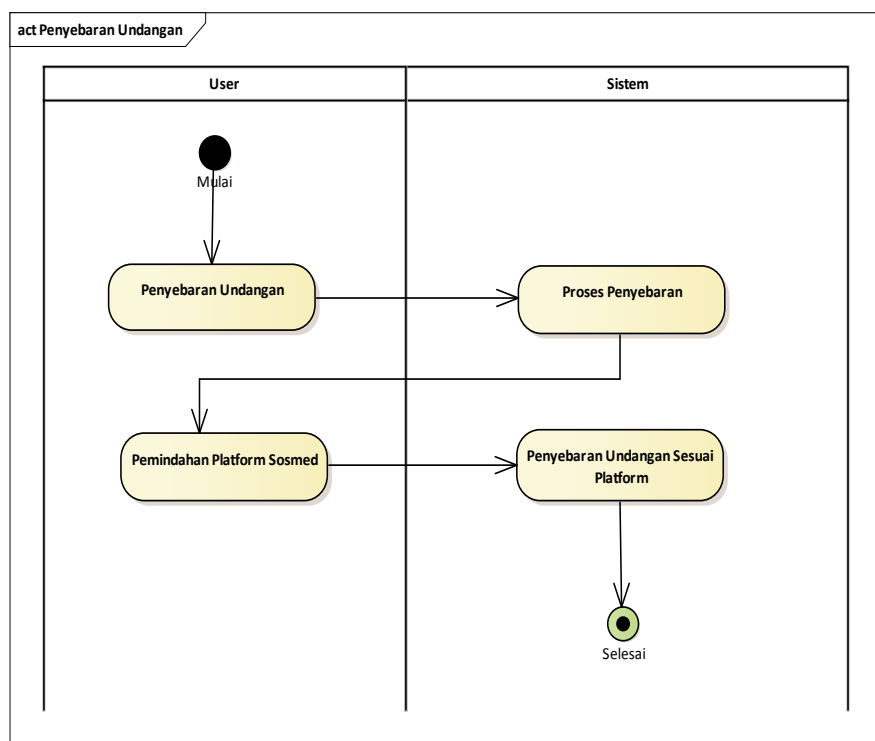 act Penyebaran Undangan
User
Sistem
Mulai
Penyebaran Undangan
Proses Penyebaran
Pemindahan Platform Sosmed
Penyebaran Undangan Sesuai
Platform
Selesai